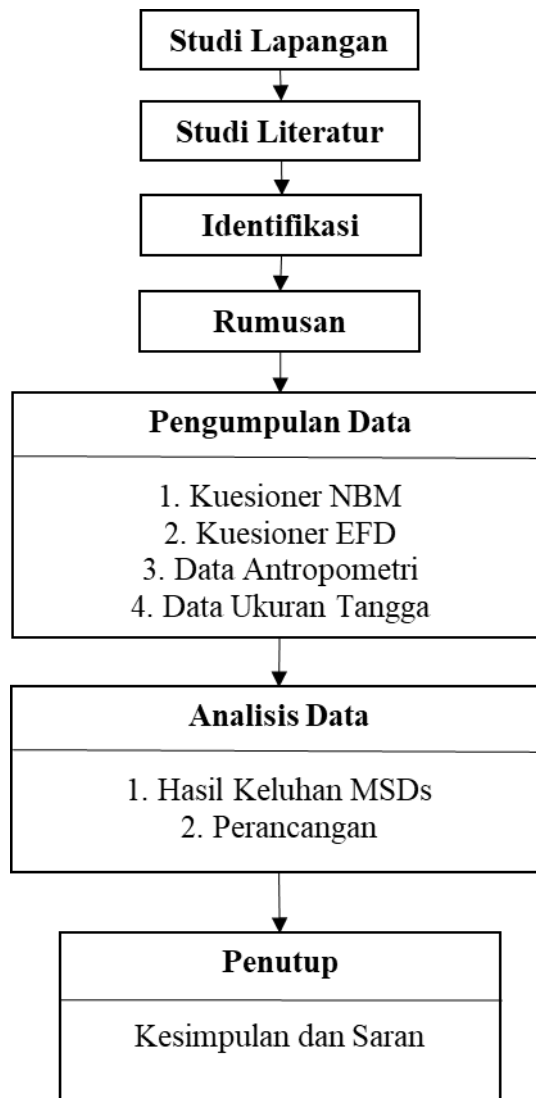 Studi Lapangan
Studi Literatur
Identifikasi
Rumusan
Pengumpulan Data
1. Kuesioner NBM
2. Kuesioner EFD
3. Data Antropometri
4. Data Ukuran Tangga
Analisis Data
1. Hasil Keluhan MSDs
2. Perancangan
Penutup
Kesimpulan dan Saran